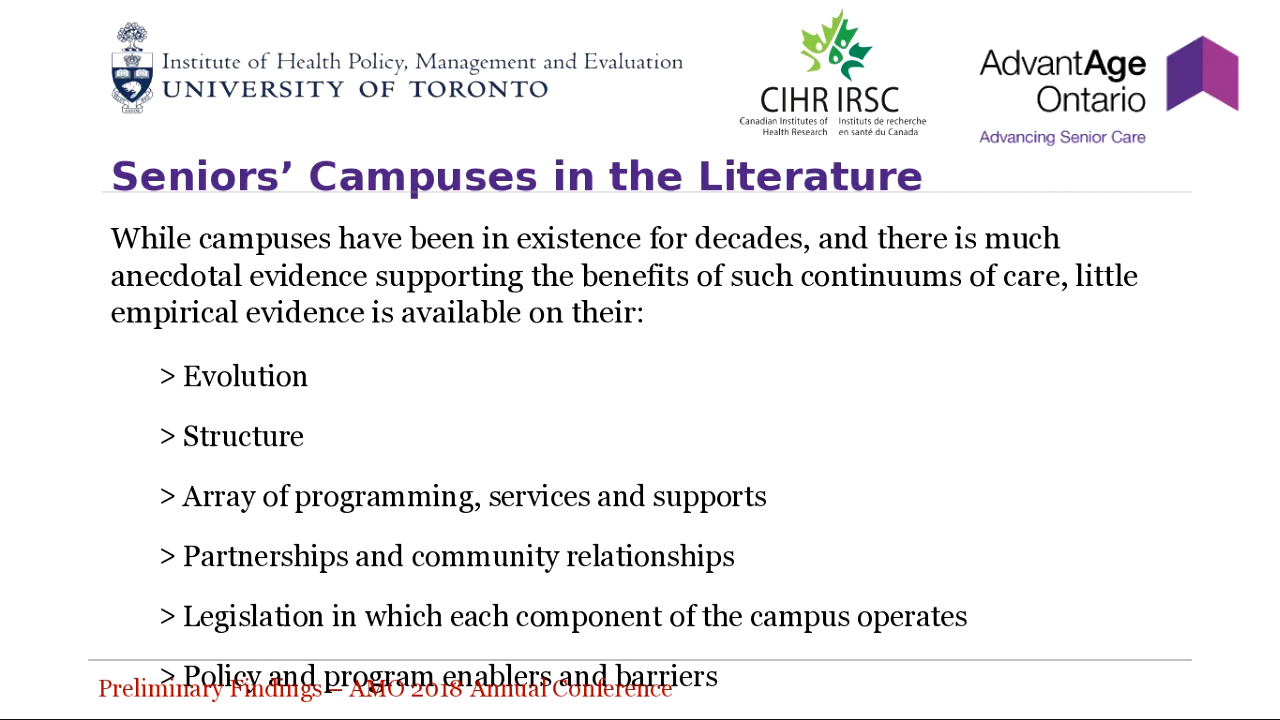 Institute of Health Policy, Management and Evaluation
UNIVERSITY OF TORONTO
CIHR IRSC
Canadian Institutes of Health Research
Instituts de recherche en santé du Canada
AdvantAge
Ontario
Advancing Senior Care
Seniors’ Campuses in the Literature
While campuses have been in existence for decades, and there is much
anecdotal evidence supporting the benefits of such continuums of care, little
empirical evidence is available on their:
> Evolution
> Structure
> Array of programming, services and supports
> Partnerships and community relationships
> Legislation in which each component of the campus operates
> Policy and program enablers and barriers
Preliminary Findings – AMO 2018 Annual Conference